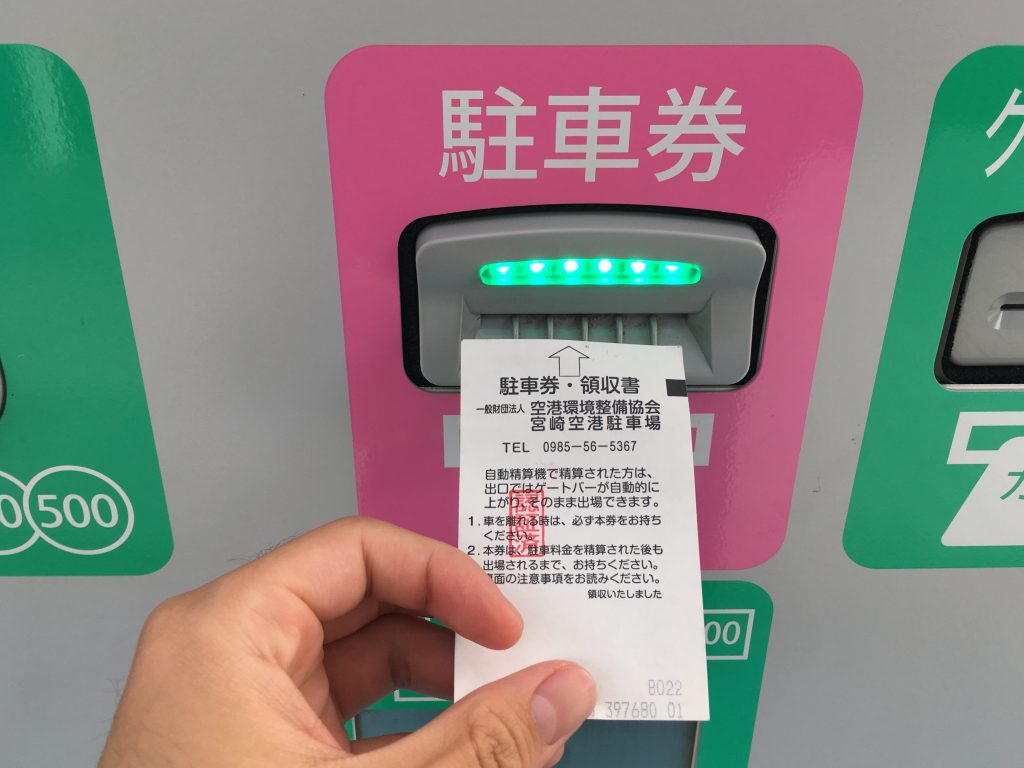 駐車券
欠
500
駐車券・領収書
一般財団法人 空港環境整備協会
宮崎空港駐車場
TEL 0985-56-5367
自動精算機で精算された方は、
出口ではゲートバーが自動的に
上がり、そのまま出場できます。
1.車を離れる時は、必ず本券をお持ち
ください。
2.本券は、駐車料金を精算された後も
出場されるまで、お持ちください。
面の注意事項をお読みください。
領収いたしました
00
B022
397680 01